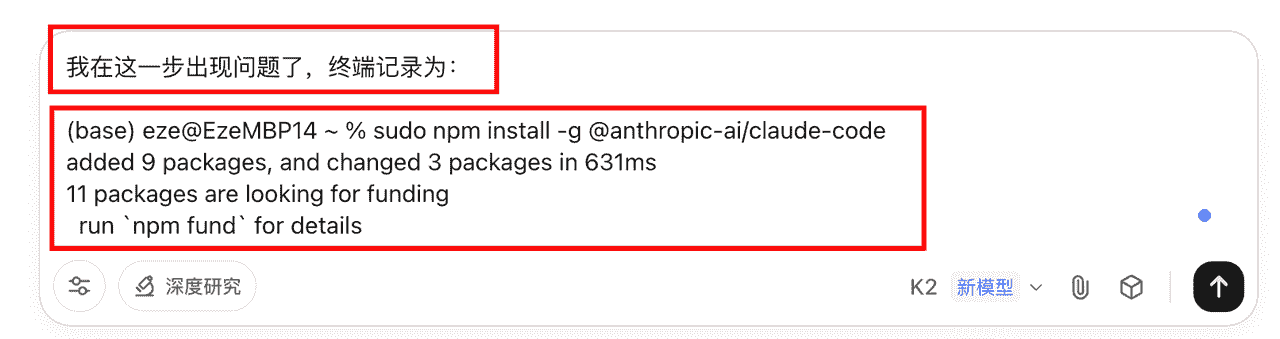 我在这一步出现问题了，终端记录为：
(base) eze@EzeMBP14 ~ % sudo npm install -g @anthropic-ai/claude-code
added 9 packages, and changed 3 packages in 631ms
11 packages are looking for funding
  run `npm fund` for details
深度研究
K2 新模型